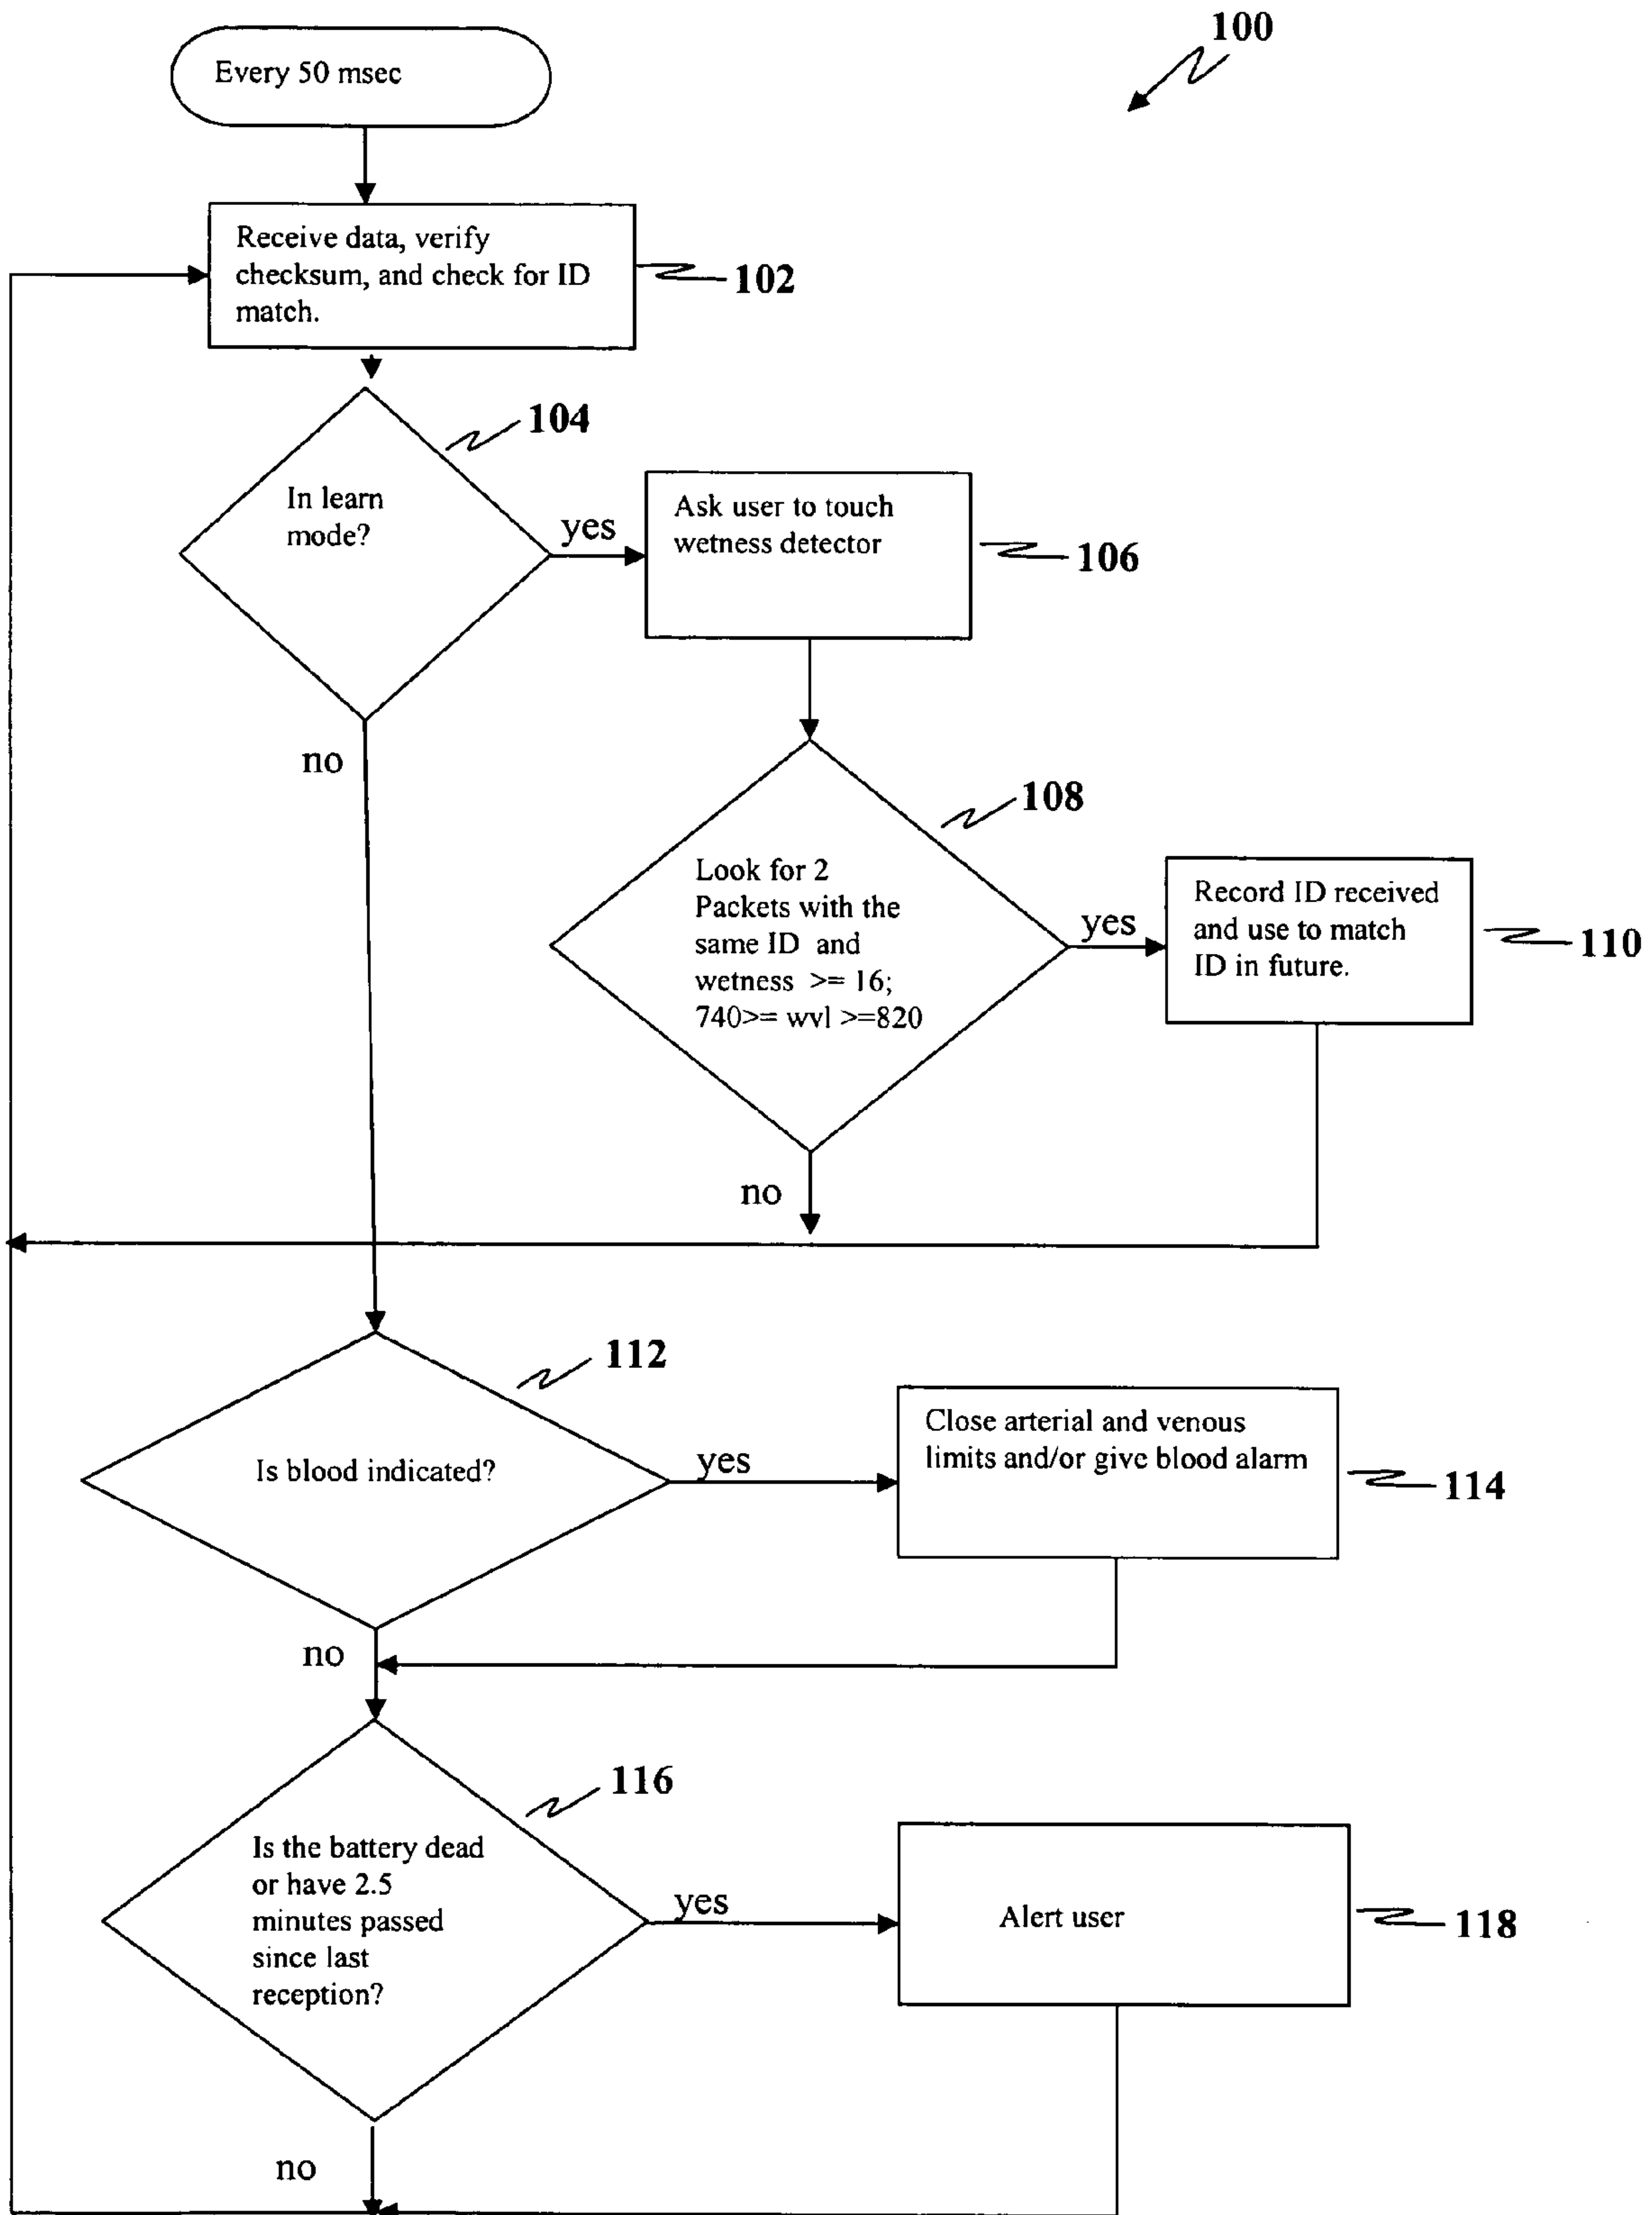 100
Every 50 msec
Receive data, verify
checksum, and check for ID
match.
102
104
In learn
mode?
yes
Ask user to touch
wetness detector
106
no
108
Look for 2
Packets with the
same ID and
wetness >= 16;
740>= wvl >=820
yes
Record ID received
and use to match
ID in future.
110
no
112
Is blood indicated?
yes
Close arterial and venous
limits and/or give blood alarm
114
no
116
Is the battery dead
or have 2.5
minutes passed
since last
reception?
yes
Alert user
118
no